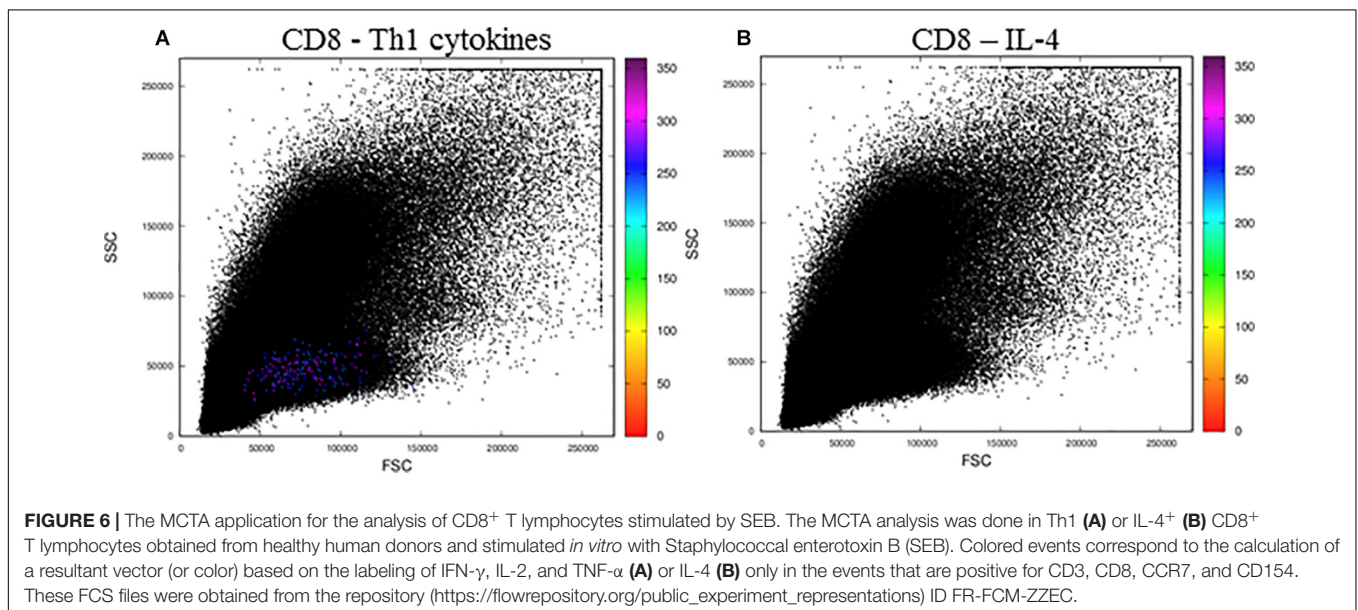 A
CD8 - Th1 cytokines
250000
200000
150000
100000
50000
0
SSC
0 50000 100000 150000 200000 250000
FSC
350
300
250
200
150
100
50
0
B
CD8 – IL-4
250000
200000
150000
100000
50000
0
SSC
0 50000 100000 150000 200000 250000
FSC
350
300
250
200
150
100
50
0
FIGURE 6 | The MCTA application for the analysis of CD8+ T lymphocytes stimulated by SEB. The MCTA analysis was done in Th1 (A) or IL-4+ (B) CD8+
T lymphocytes obtained from healthy human donors and stimulated in vitro with Staphylococcal enterotoxin B (SEB). Colored events correspond to the calculation of
a resultant vector (or color) based on the labeling of IFN-γ, IL-2, and TNF-α (A) or IL-4 (B) only in the events that are positive for CD3, CD8, CCR7, and CD154.
These FCS files were obtained from the repository (https://flowrepository.org/public_experiment_representations) ID FR-FCM-ZZEC.